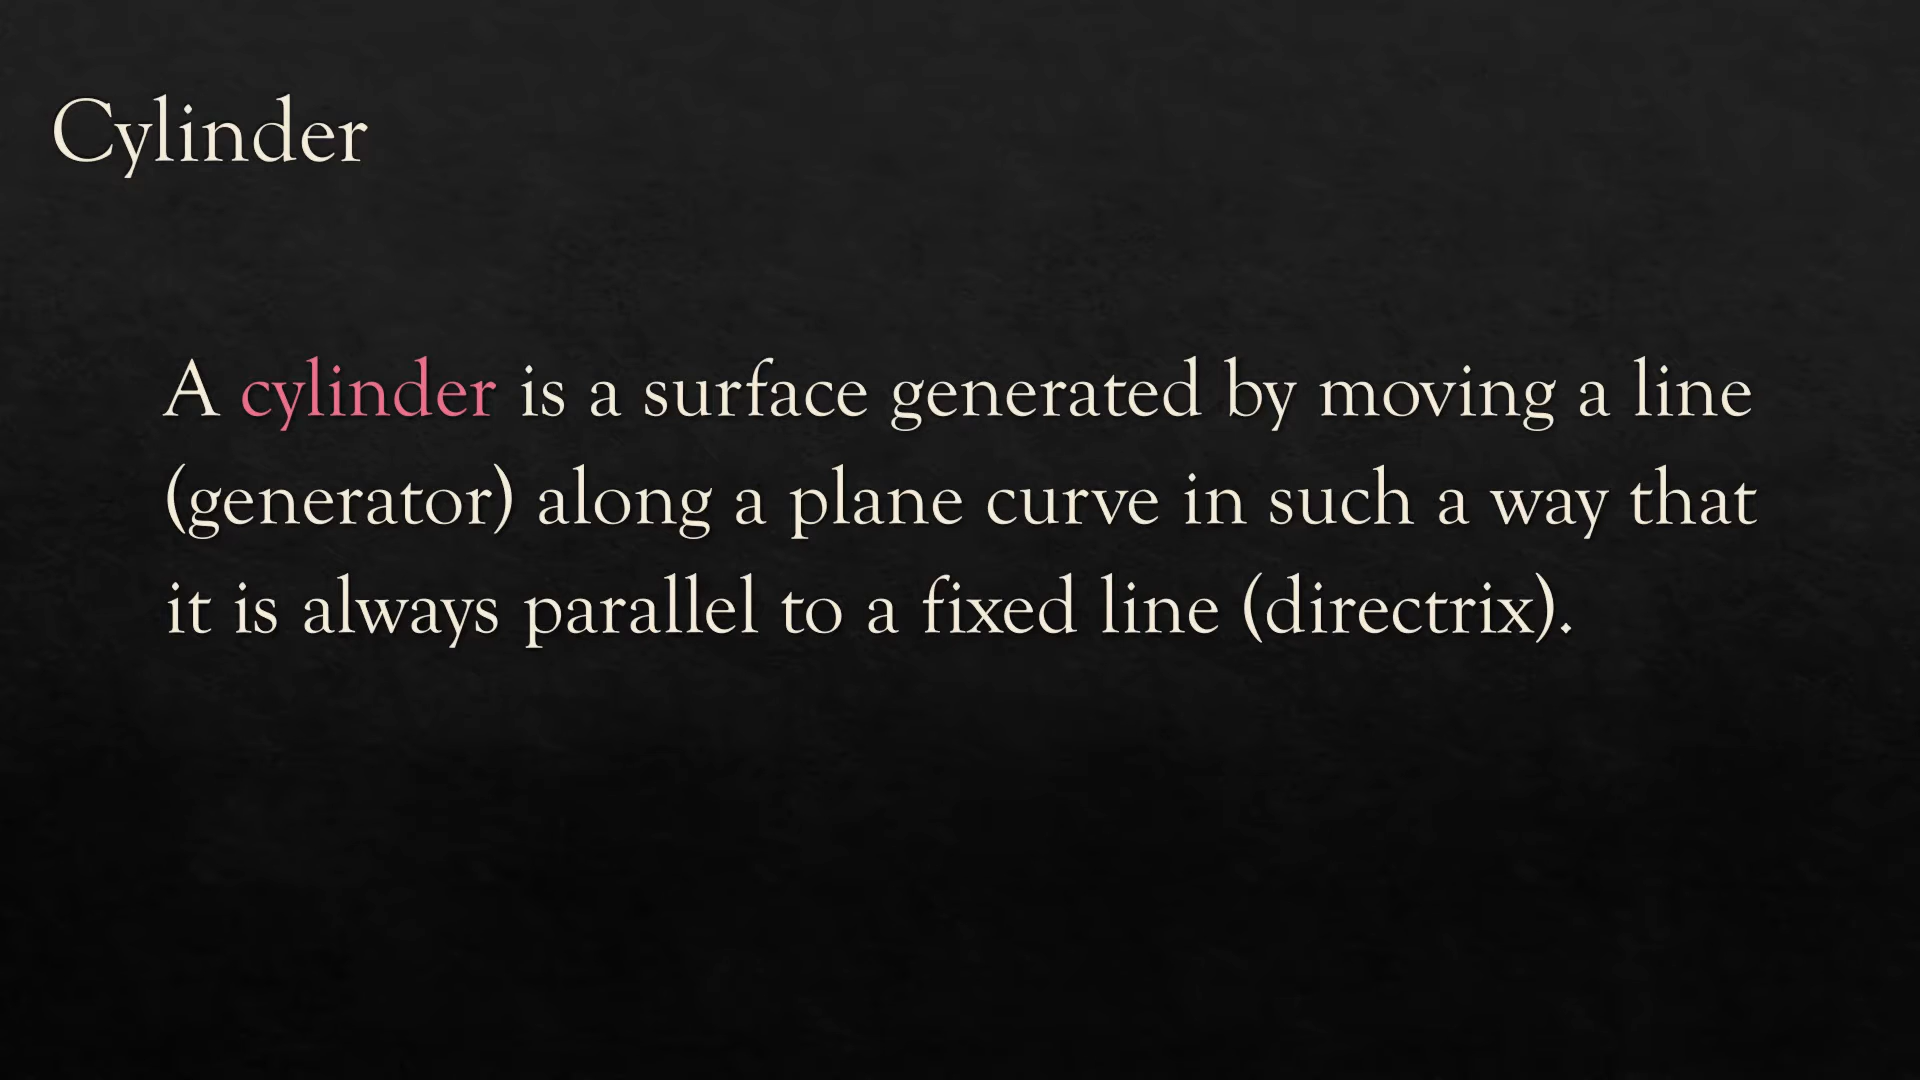 Cylinder
A cylinder is a surface generated by moving a line
(generator) along a plane curve in such a way that
it is always parallel to a fixed line (directrix).